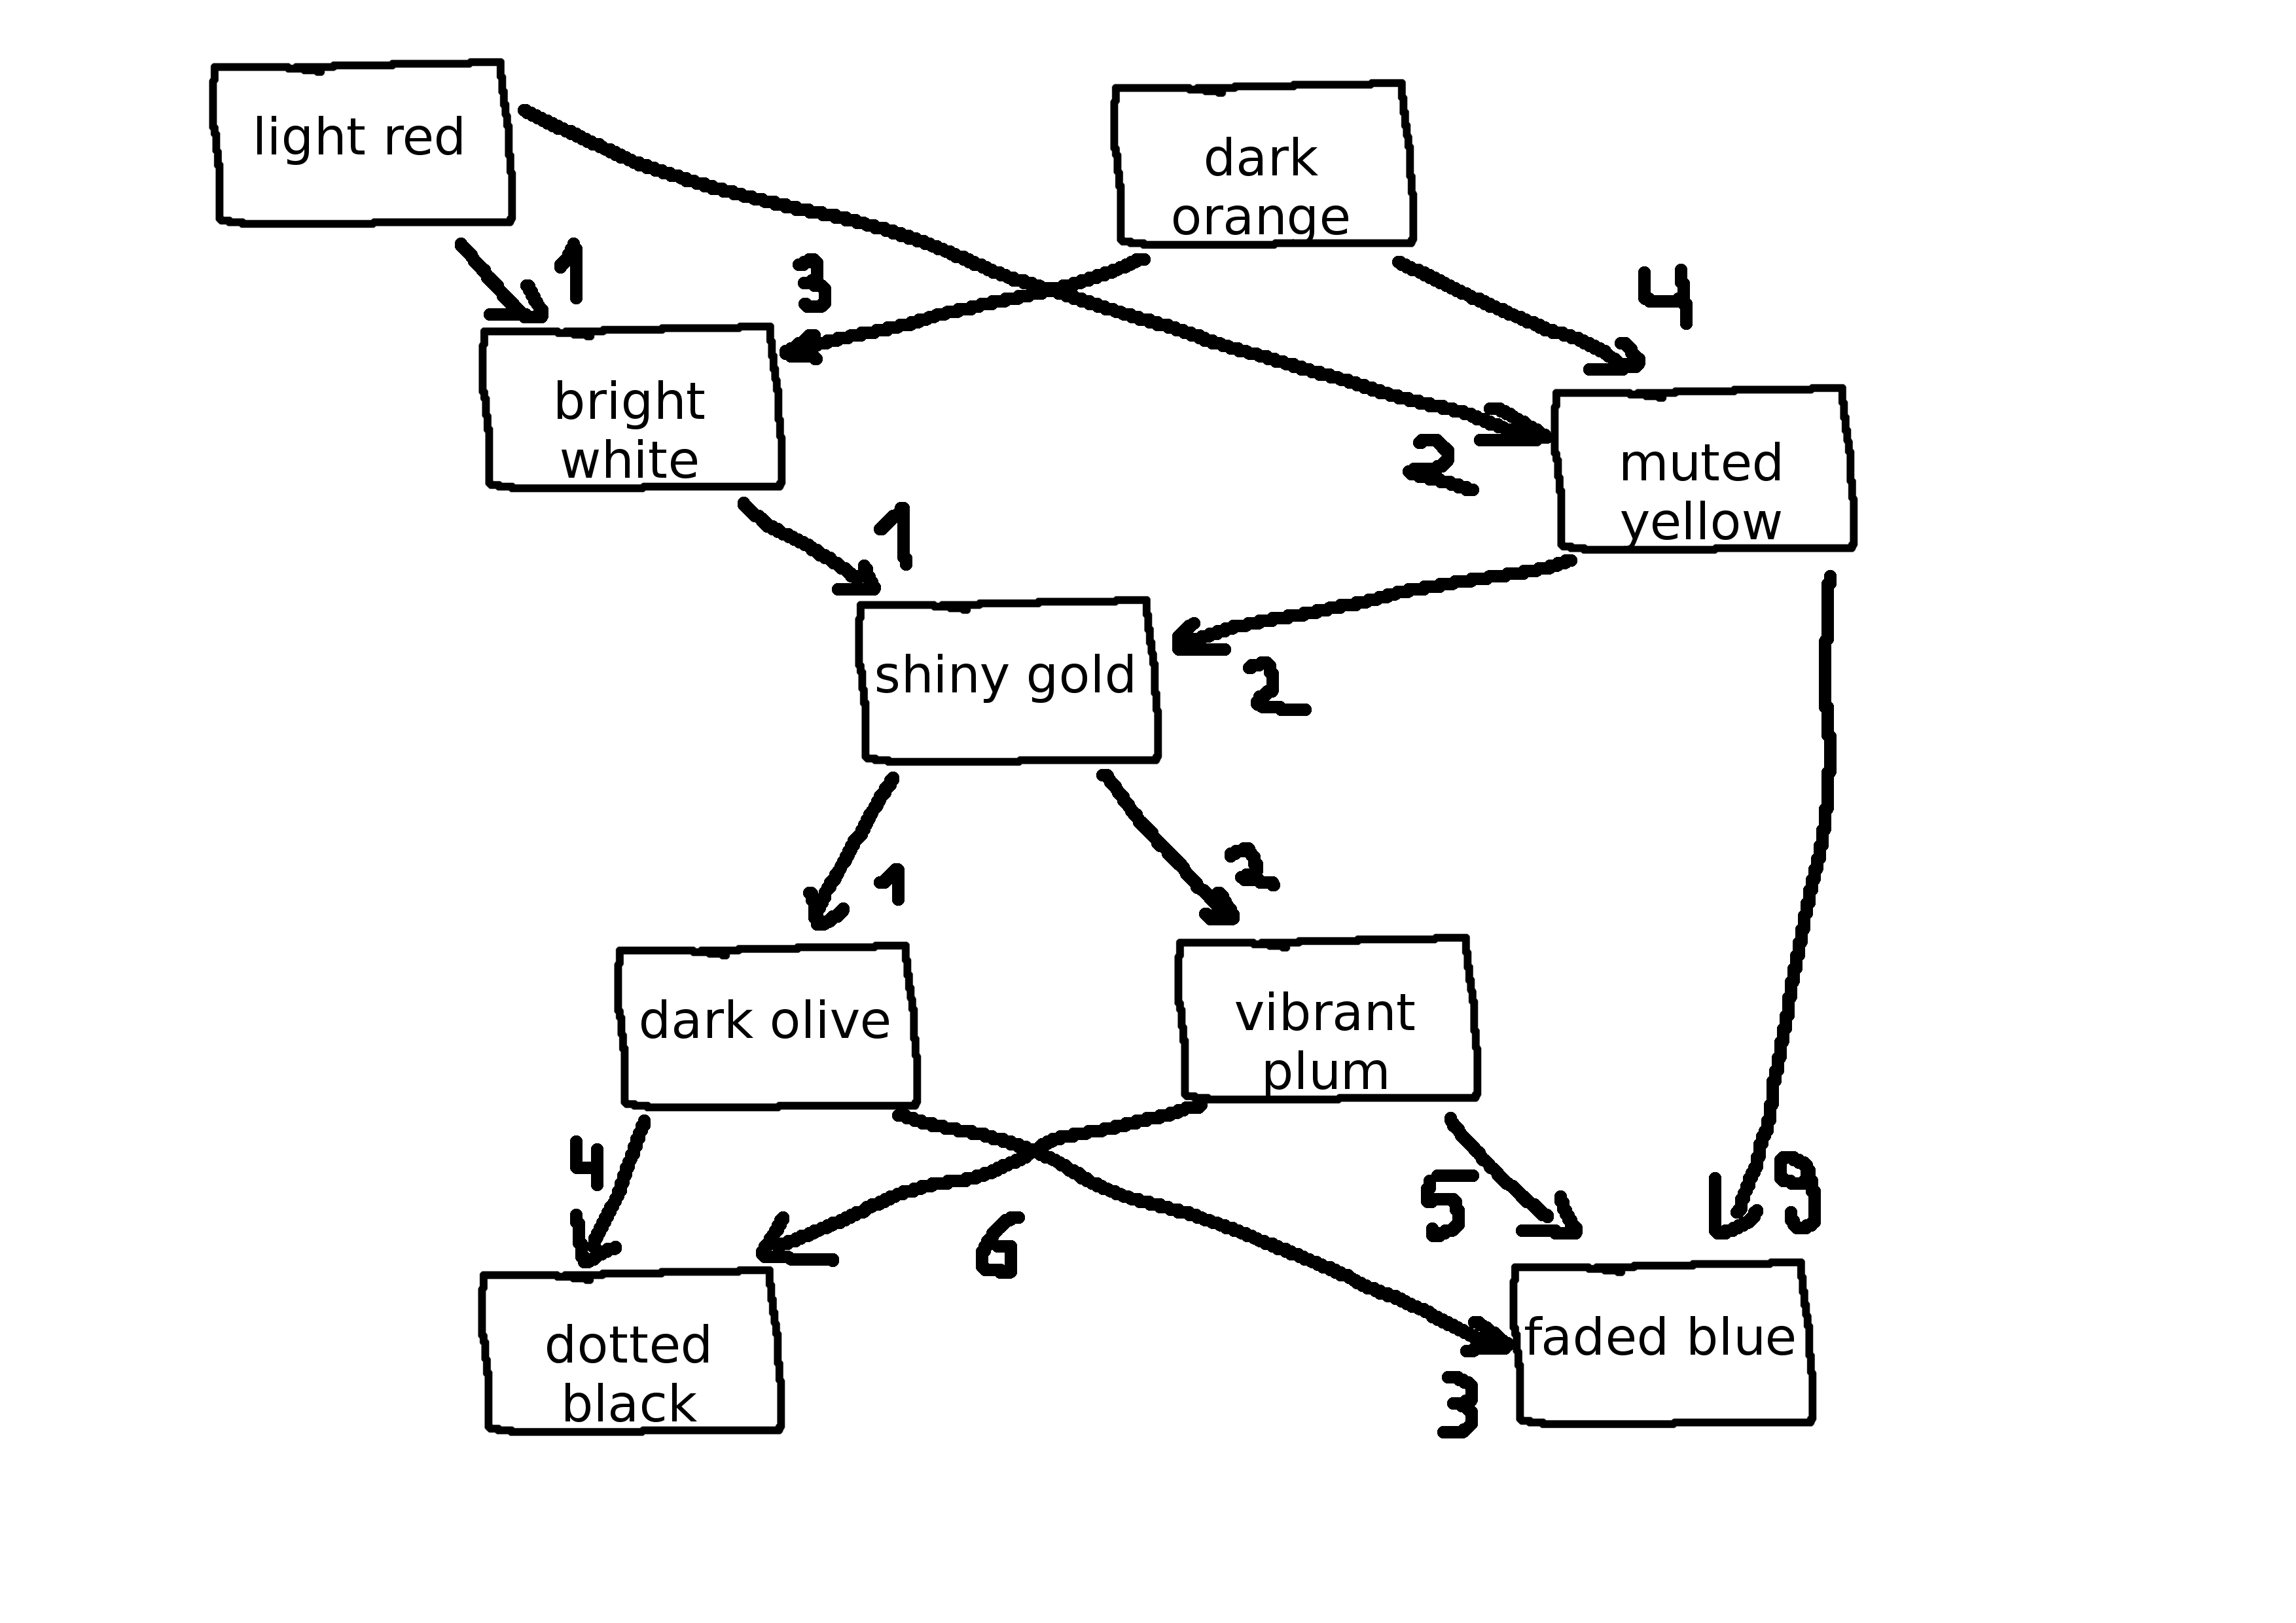 light red
dark
orange
1
3
4
bright
white
2
muted
yellow
1
shiny gold
2
1
2
dark olive
vibrant
plum
4
6
5
9
dotted
black
3
faded blue